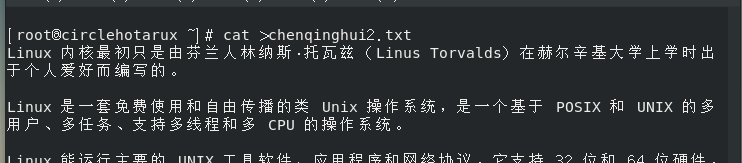 [root@circlehotarux ~]# cat >chenqinghui2.txt
Linux 内核最初只是由芬兰人林纳斯·托瓦兹（Linus Torvalds）在赫尔辛基大学上学时出
于个人爱好而编写的。
Linux 是一套免费使用和自由传播的类 Unix 操作系统，是一个基于 POSIX 和 UNIX 的多
用户、多任务、支持多线程和多 CPU 的操作系统。
Linux 能运行主要的 UNIX 工具软件、应用程序和网络协议。它支持 32 位和 64 位硬件。